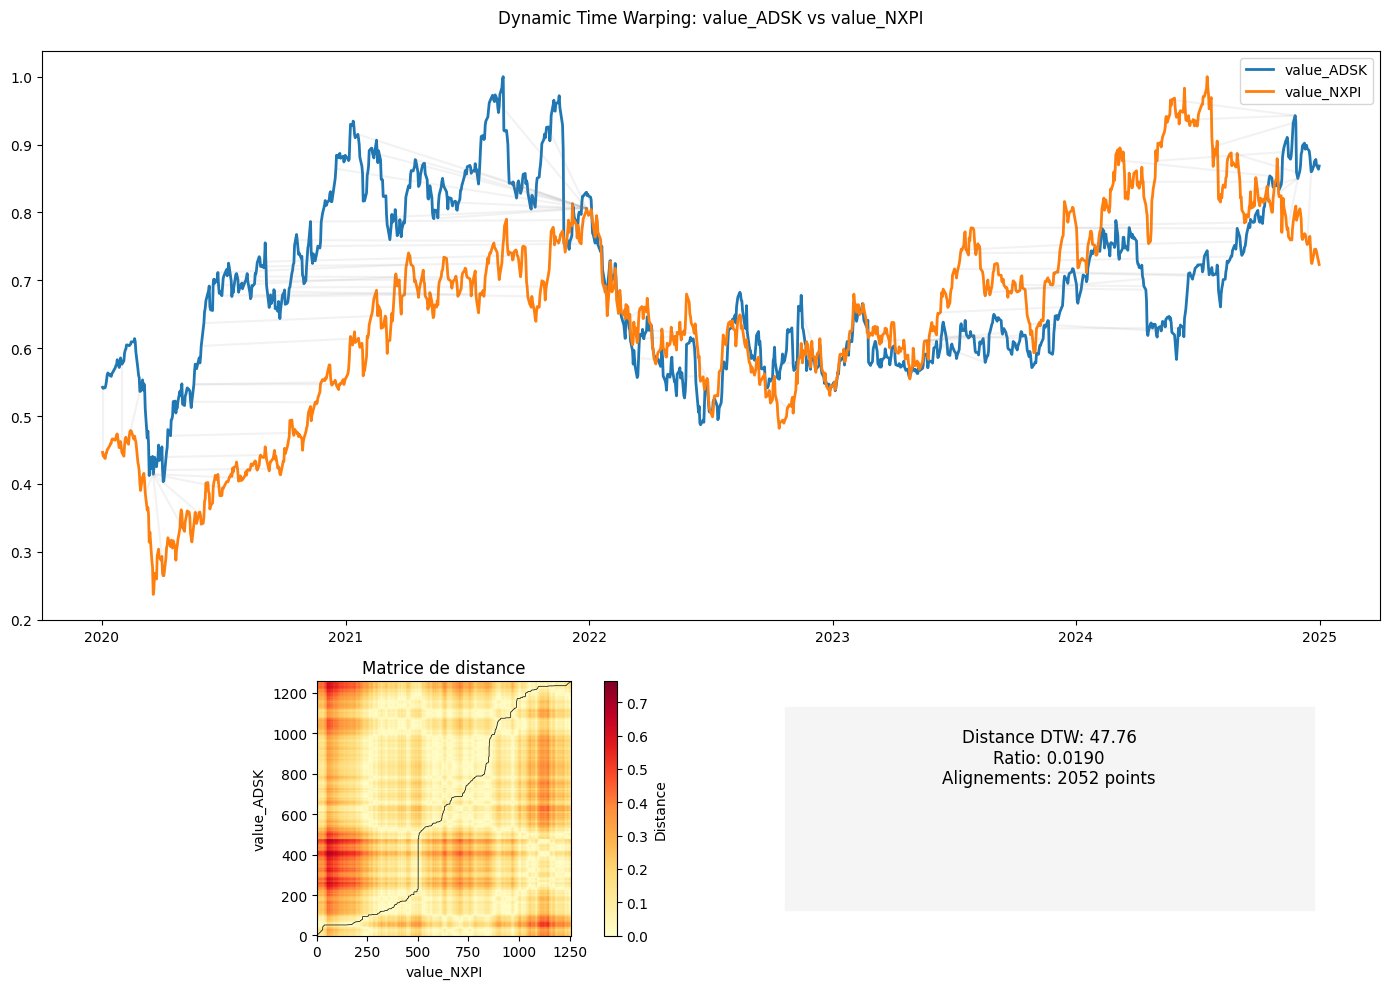 Dynamic Time Warping: value_ADSK vs value_NXPI
value_ADSK
value_NXPI
1.0
0.9
0.8
0.7
0.6
0.5
0.4
0.3
0.2
2020 2021 2022 2023 2024 2025
Matrice de distance
1200
1000
800
600
400
200
0
value_ADSK
0 250 500 750 1000 1250
value_NXPI
0.7
0.6
0.5
0.4
0.3
0.2
0.1
0.0
Distance
Distance DTW: 47.76
Ratio: 0.0190
Alignements: 2052 points